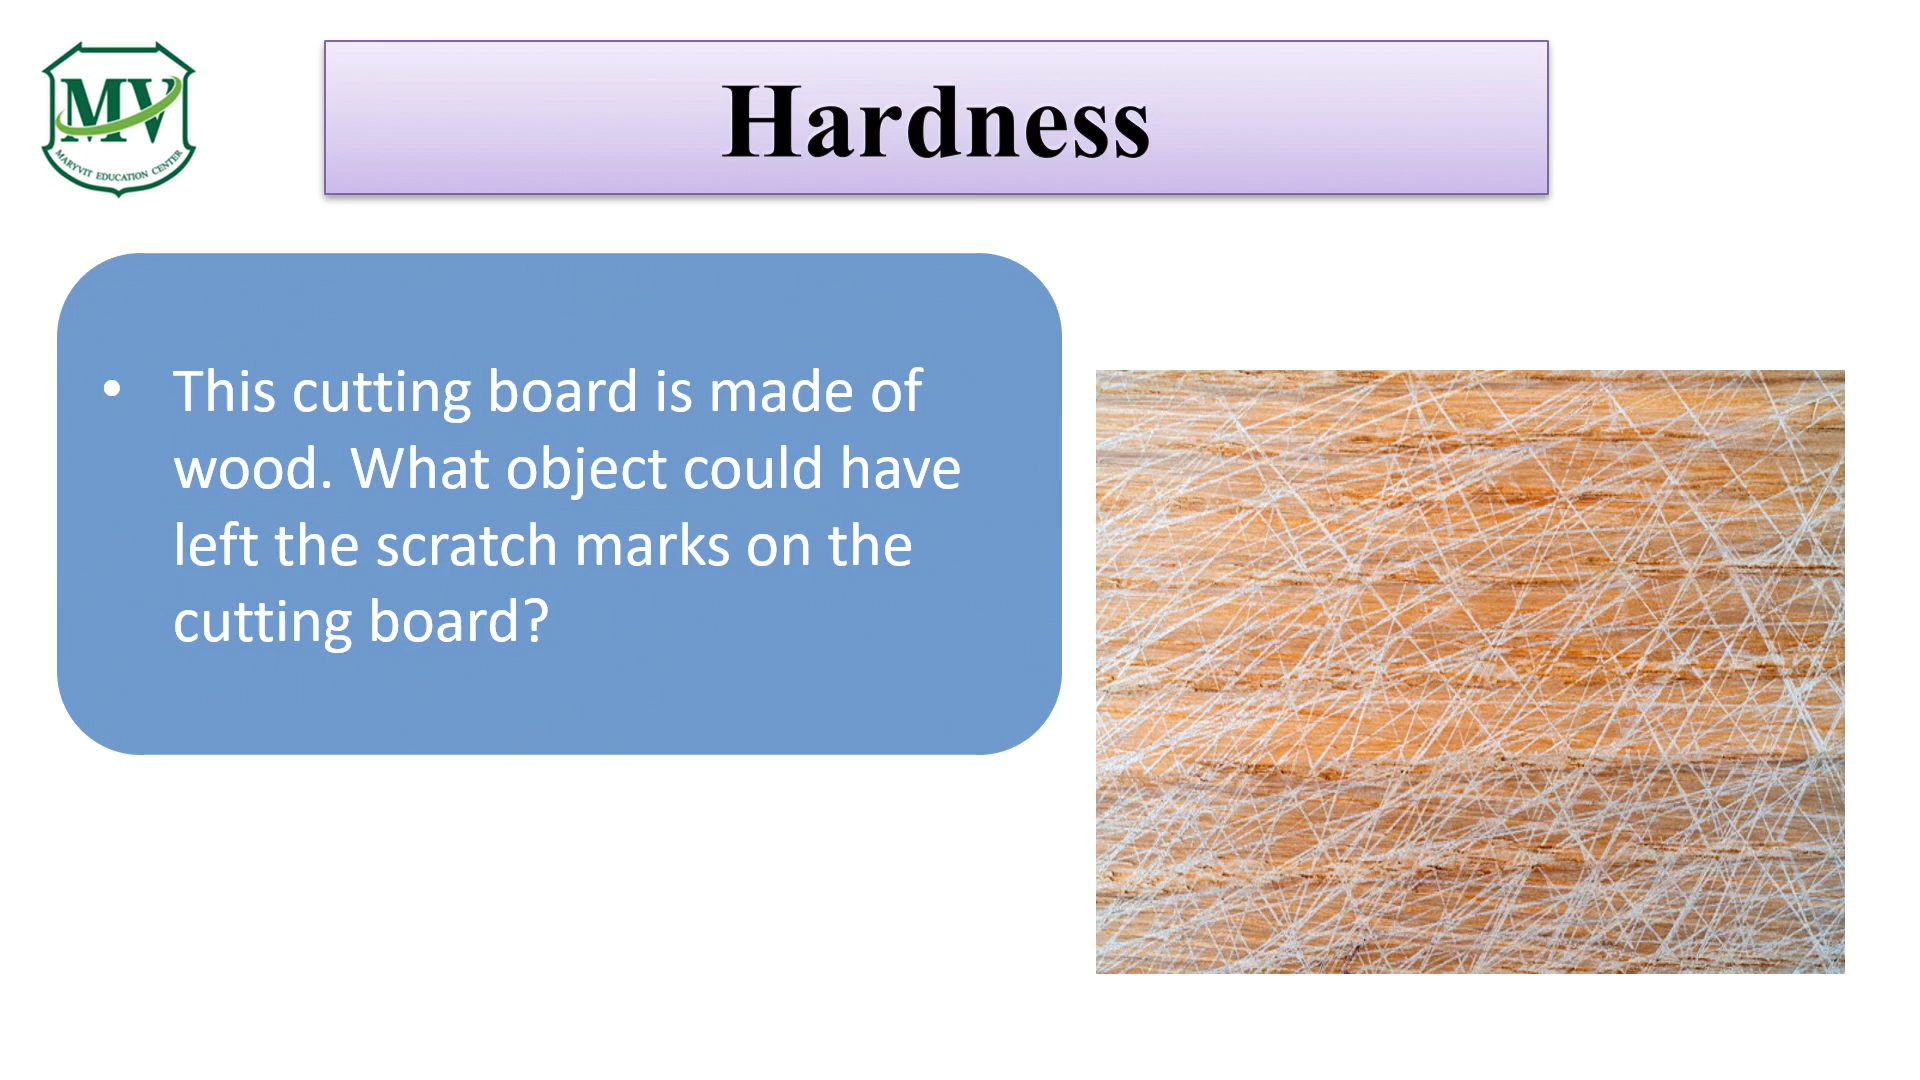 MV
MARYVIT EDUCATION CENTER
Hardness
• This cutting board is made of
wood. What object could have
left the scratch marks on the
cutting board?